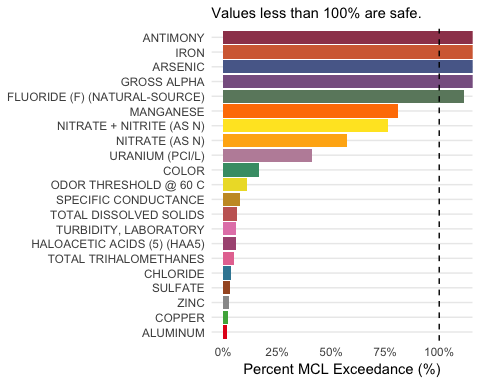 Values less than 100% are safe.
ANTIMONY
IRON
ARSENIC
GROSS ALPHA
FLUORIDE (F) (NATURAL-SOURCE)
MANGANESE
NITRATE + NITRITE (AS N)
NITRATE (AS N)
URANIUM (PCI/L)
COLOR
ODOR THRESHOLD @ 60 C
SPECIFIC CONDUCTANCE
TOTAL DISSOLVED SOLIDS
TURBIDITY, LABORATORY
HALOACETIC ACIDS (5) (HAA5)
TOTAL TRIHALOMETHANES
CHLORIDE
SULFATE
ZINC
COPPER
ALUMINUM
0% 25% 50% 75% 100%
Percent MCL Exceedance (%)